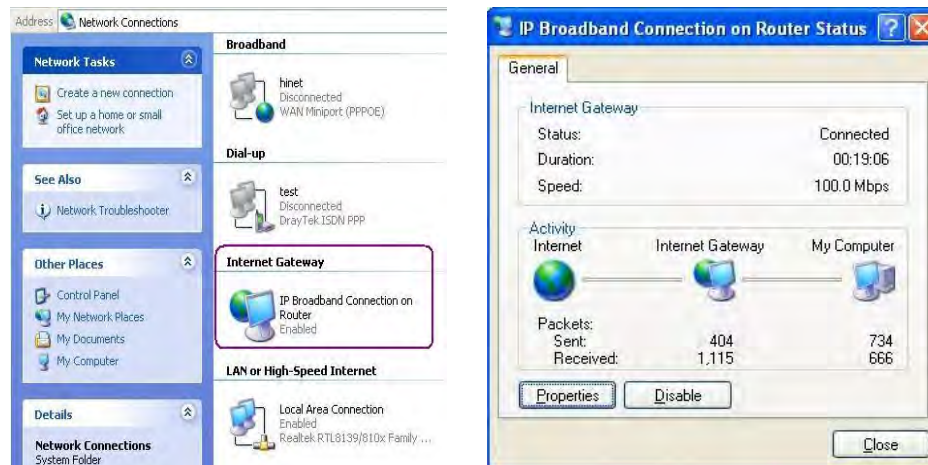 Address Network Connections
Network Tasks
Create a new connection
Set up a home or small
office network
See Also
Network Troubleshooter
Other Places
Control Panel
My Network Places
My Documents
My Computer
Details
Network Connections
System Folder
Broadband
hinet
Disconnected
WAN Miniport (PPPOE)
Dial-up
test
Disconnected
DrayTek ISDN PPP
Internet Gateway
IP Broadband Connection on
Router
Enabled
LAN or High-Speed Internet
Local Area Connection
Enabled
Realtek RTL8139/810x Family ...
IP Broadband Connection on Router Status
General
Internet Gateway
Status: Connected
Duration: 00:19:06
Speed: 100.0 Mbps
Activity
Internet Internet Gateway My Computer
Packets:
Sent: 404 734
Received: 1,115 666
Properties Disable
Close